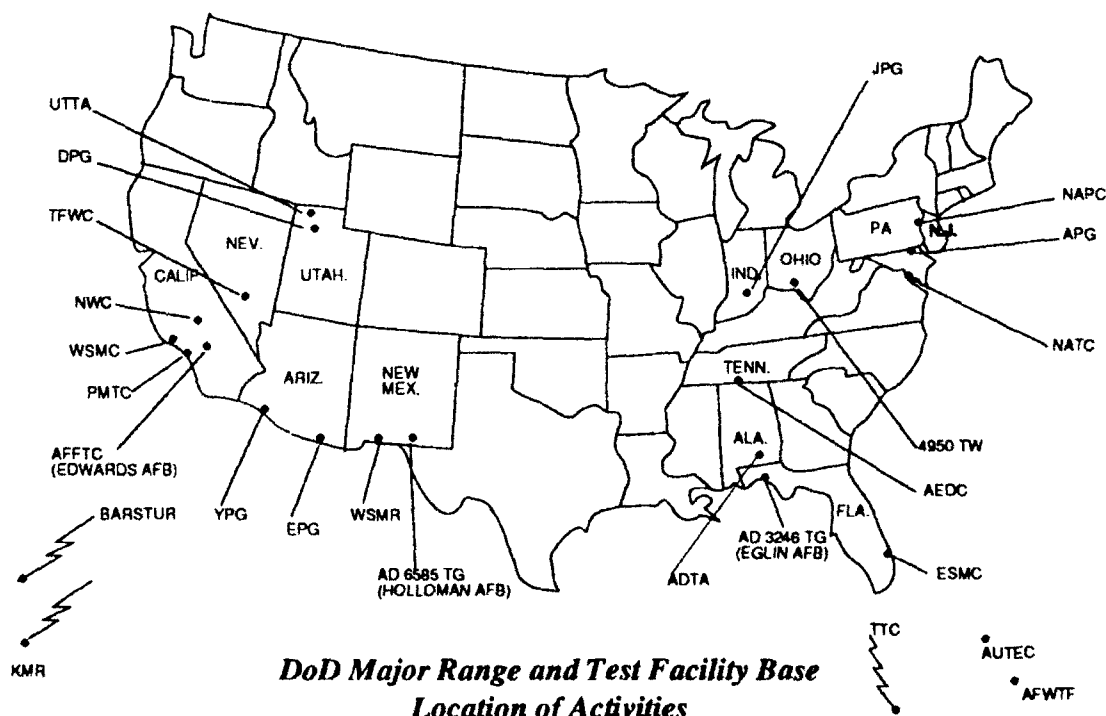 JPG
UTTA
DPG
TFWC
NWC
WSMC
PMTC
AFFTC
(EDWARDS AFB)
BARSTUR
YPG
EPG
WSMR
AD 6585 TG
(HOLLOMAN AFB)
KMR
NEV.
CALIF
UTAH.
ARIZ.
NEW
MEX.
IND.
OHIO
PA
N.J.
TENN.
ALA.
FLA.
NAPC
APG
NATC
4950 TW
AEDC
AD 3246 TG
(EGLIN AFB)
ADTA
ESMC
TTC
AUTEC
AFWTF
DoD Major Range and Test Facility Base
Location of Activities